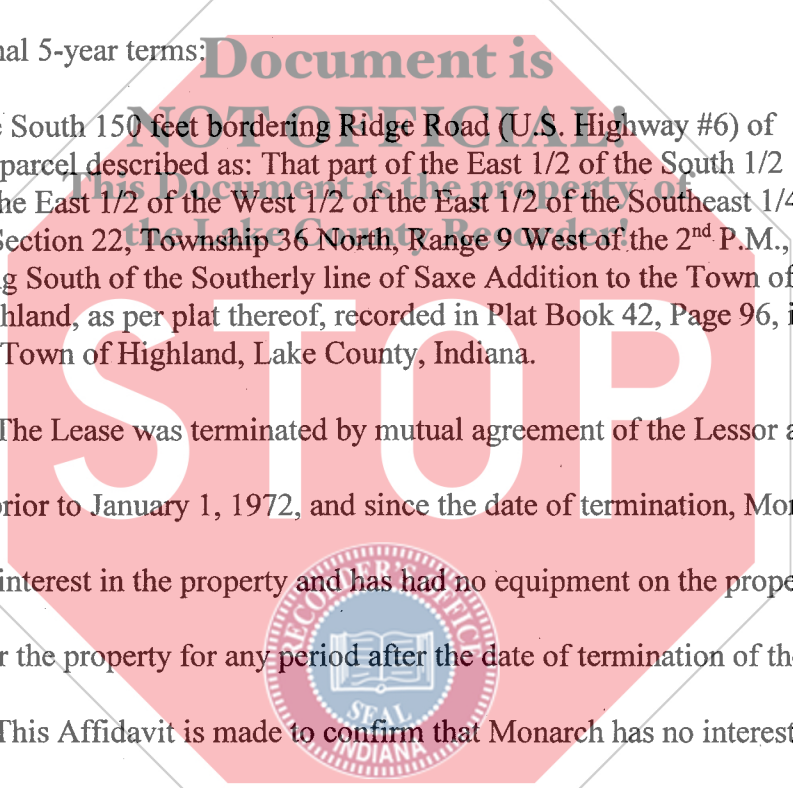 nal 5-year terms:
Document is
NOT OFFICIAL!
This Document is the property of
the Lake County Recorder!
South 150 feet bordering Ridge Road (U.S. Highway #6) of
parcel described as: That part of the East 1/2 of the South 1/2
he East 1/2 of the West 1/2 of the East 1/2 of the Southeast 1/4
Section 22, Township 36 North, Range 9 West of the 2nd P.M.,
g South of the Southerly line of Saxe Addition to the Town of
hland, as per plat thereof, recorded in Plat Book 42, Page 96, i
Town of Highland, Lake County, Indiana.
STOP
The Lease was terminated by mutual agreement of the Lessor a
prior to January 1, 1972, and since the date of termination, Mon
interest in the property and has had no equipment on the prope
r the property for any period after the date of termination of th
This Affidavit is made to confirm that Monarch has no interest
RECORDER'S OFFIC
SEAL
INDIANA